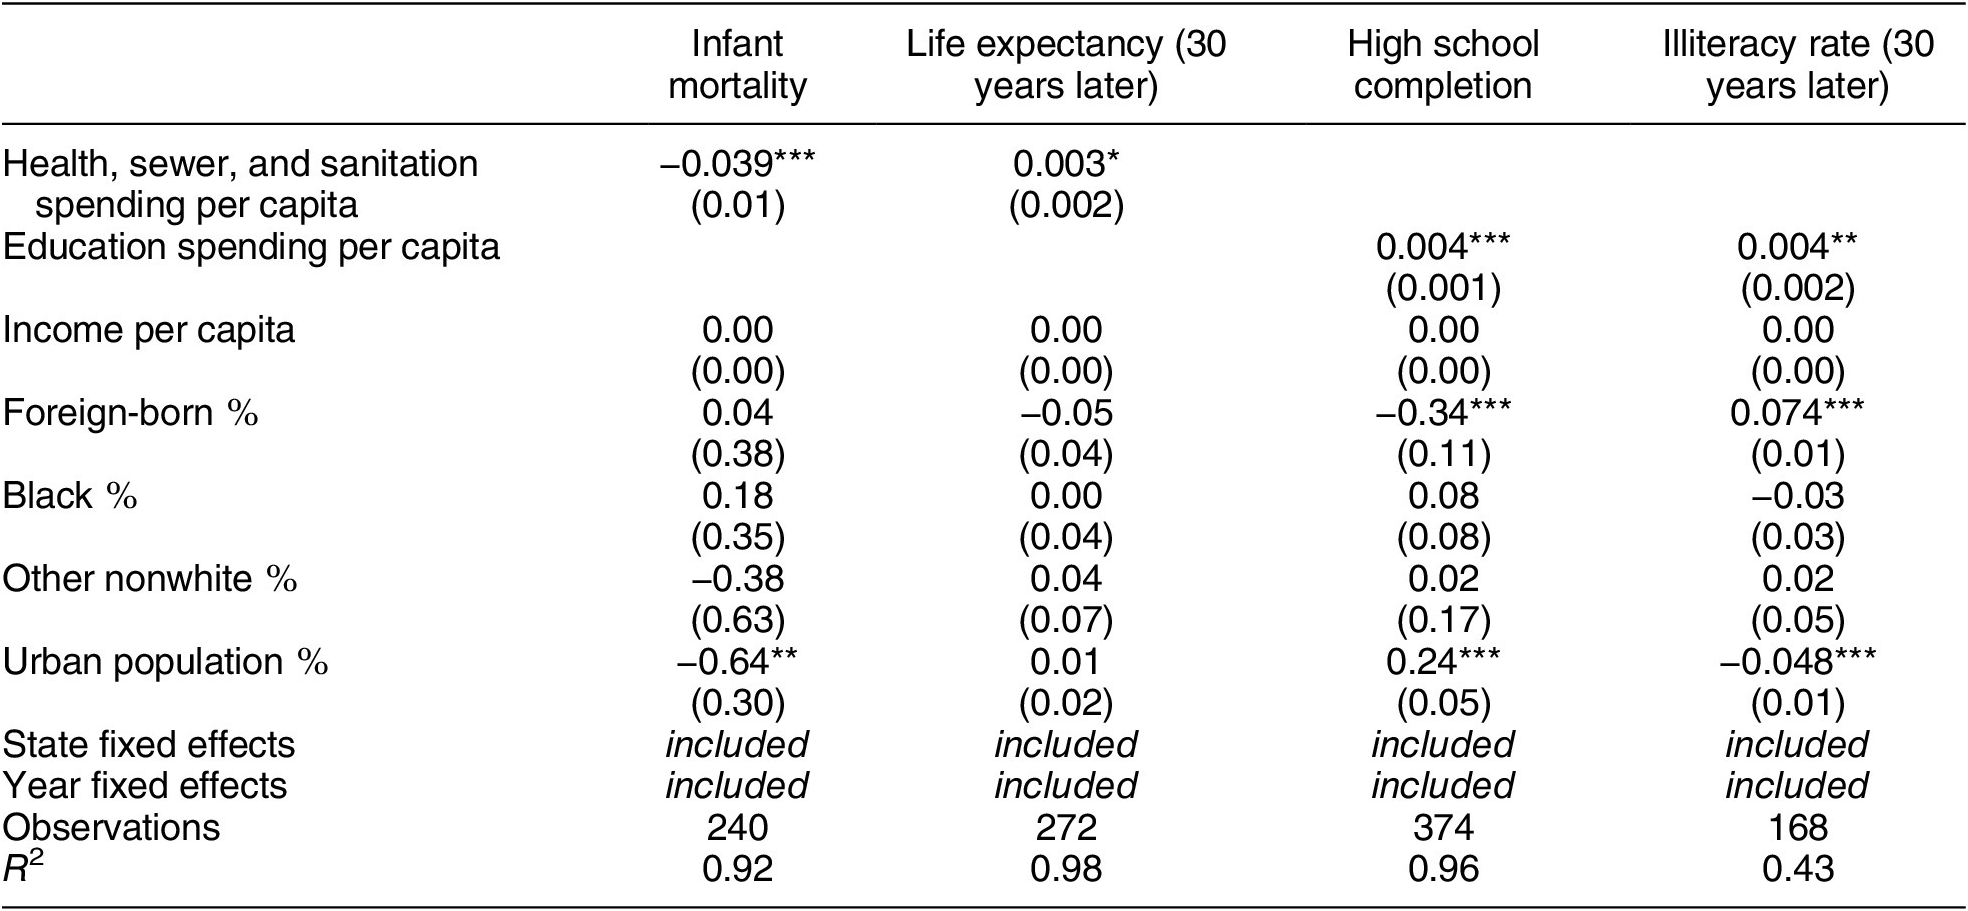 Infant mortality Life expectancy (30 years later) High school completion Illiteracy rate (30 years later)
Health, sewer, and sanitation −0.039*** 0.003*
spending per capita (0.01) (0.002)
Education spending per capita 0.004*** 0.004**
(0.001) (0.002)
Income per capita 0.00 0.00 0.00 0.00
(0.00) (0.00) (0.00) (0.00)
Foreign-born % 0.04 −0.05 −0.34*** 0.074***
(0.38) (0.04) (0.11) (0.01)
Black % 0.18 0.00 0.08 −0.03
(0.35) (0.04) (0.08) (0.03)
Other nonwhite % −0.38 0.04 0.02 0.02
(0.63) (0.07) (0.17) (0.05)
Urban population % −0.64** 0.01 0.24*** −0.048***
(0.30) (0.02) (0.05) (0.01)
State fixed effects included included included included
Year fixed effects included included included included
Observations 240 272 374 168
R² 0.92 0.98 0.96 0.43